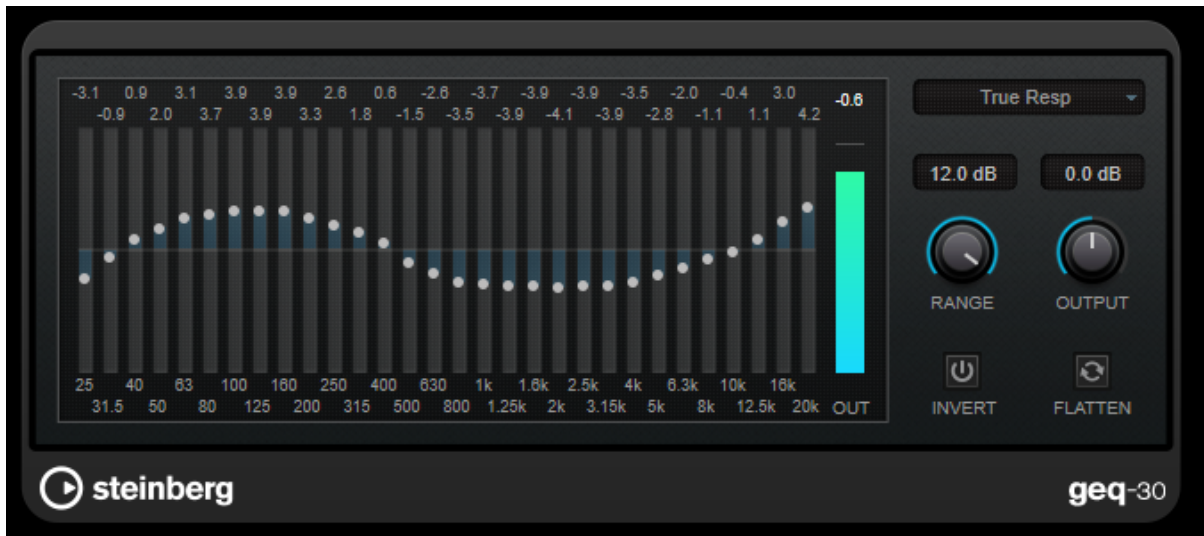 -3.1 0.9 3.1 3.9 3.9 2.6 0.6 -2.6 -3.7 -3.9 -3.9 -3.5 -2.0 -0.4 3.0
-0.9 2.0 3.7 3.9 3.3 1.8 -1.5 -3.5 -3.9 -4.1 -3.9 -2.8 -1.1 1.1 4.2
-0.6
25 40 63 100 160 250 400 630 1k 1.6k 2.5k 4k 6.3k 10k 16k
31.5 50 80 125 200 315 500 800 1.25k 2k 3.15k 5k 8k 12.5k 20k OUT
True Resp
12.0 dB 0.0 dB
RANGE OUTPUT
INVERT FLATTEN
steinberg
geq-30